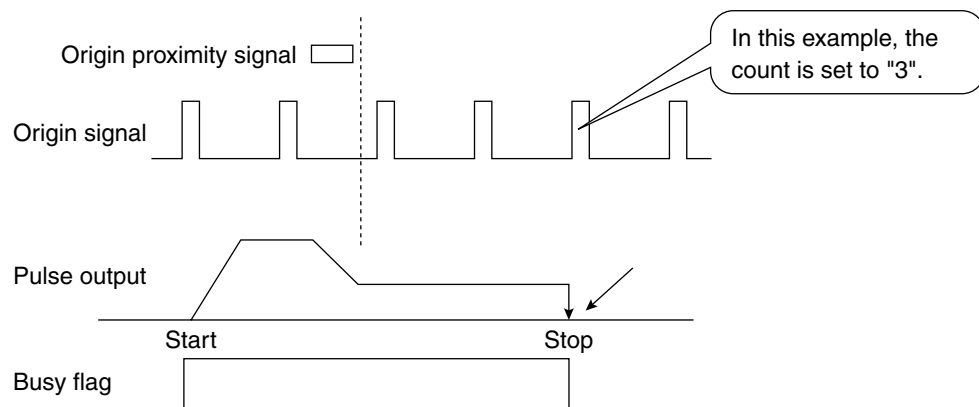 Origin proximity signal
In this example, the
count is set to "3".
Origin signal
Pulse output
Start
Stop
Busy flag